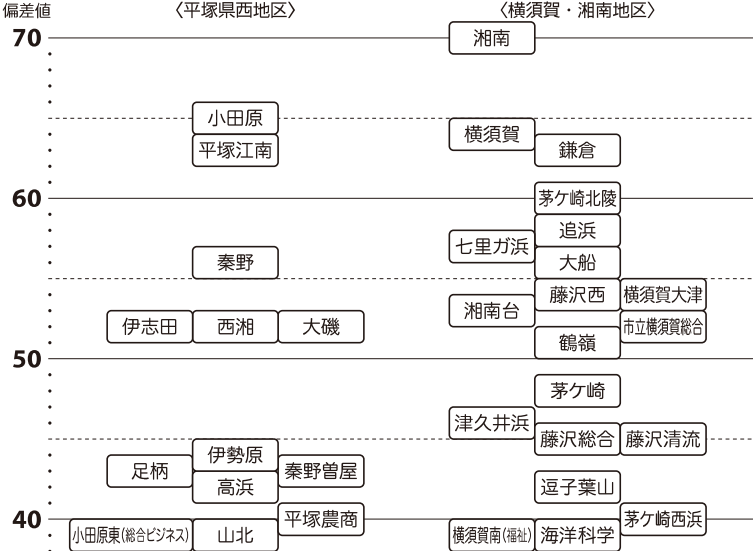 偏差値
〈平塚県西地区〉
〈横須賀・湘南地区〉
70
湘南
小田原
横須賀
平塚江南
鎌倉
60
茅ケ崎北陵
追浜
七里ガ浜
秦野
大船
藤沢西
横須賀大津
湘南台
伊志田
西湘
大磯
市立横須賀総合
鶴嶺
50
茅ケ崎
津久井浜
藤沢総合
藤沢清流
伊勢原
足柄
秦野曽屋
高浜
逗子葉山
40
平塚農商
茅ケ崎西浜
小田原東(総合ビジネス)
山北
横須賀南(福祉)
海洋科学